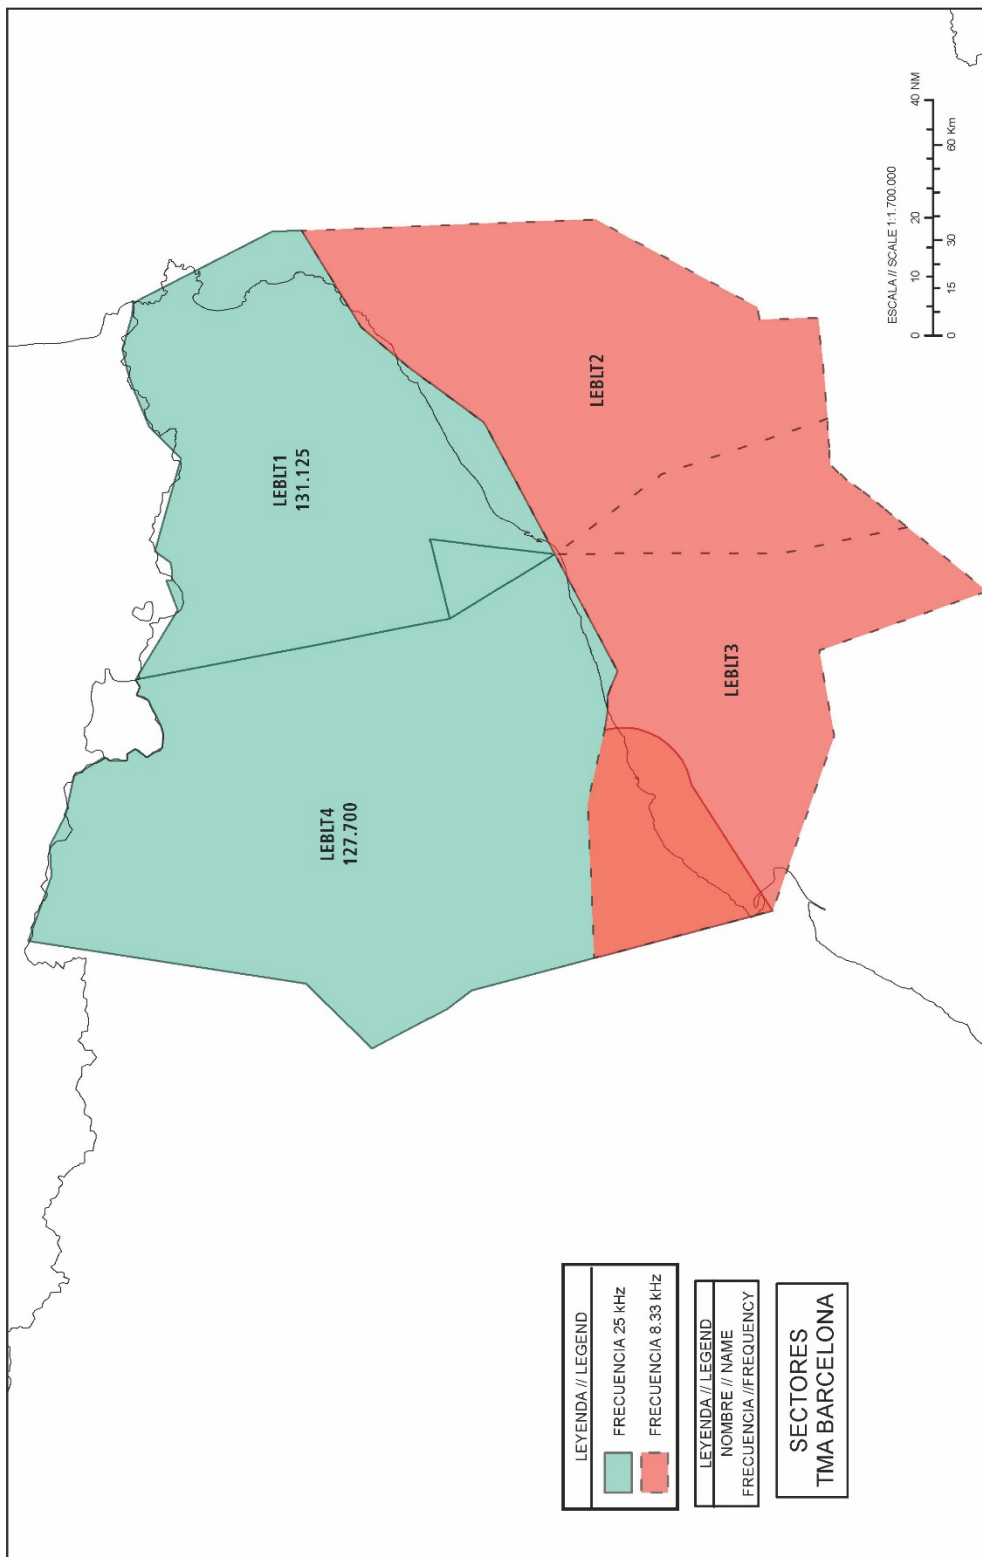 LEBLT1
131.125
LEBLT2
LEBLT3
LEBLT4
127.700
ESCALA // SCALE 1:1.700.000
0 10 20 40 NM
0 15 30 60 Km
LEYENDA // LEGEND
FRECUENCIA 25 kHz
FRECUENCIA 8.33 kHz
LEYENDA // LEGEND
NOMBRE // NAME
FRECUENCIA //FREQUENCY
SECTORES
TMA BARCELONA